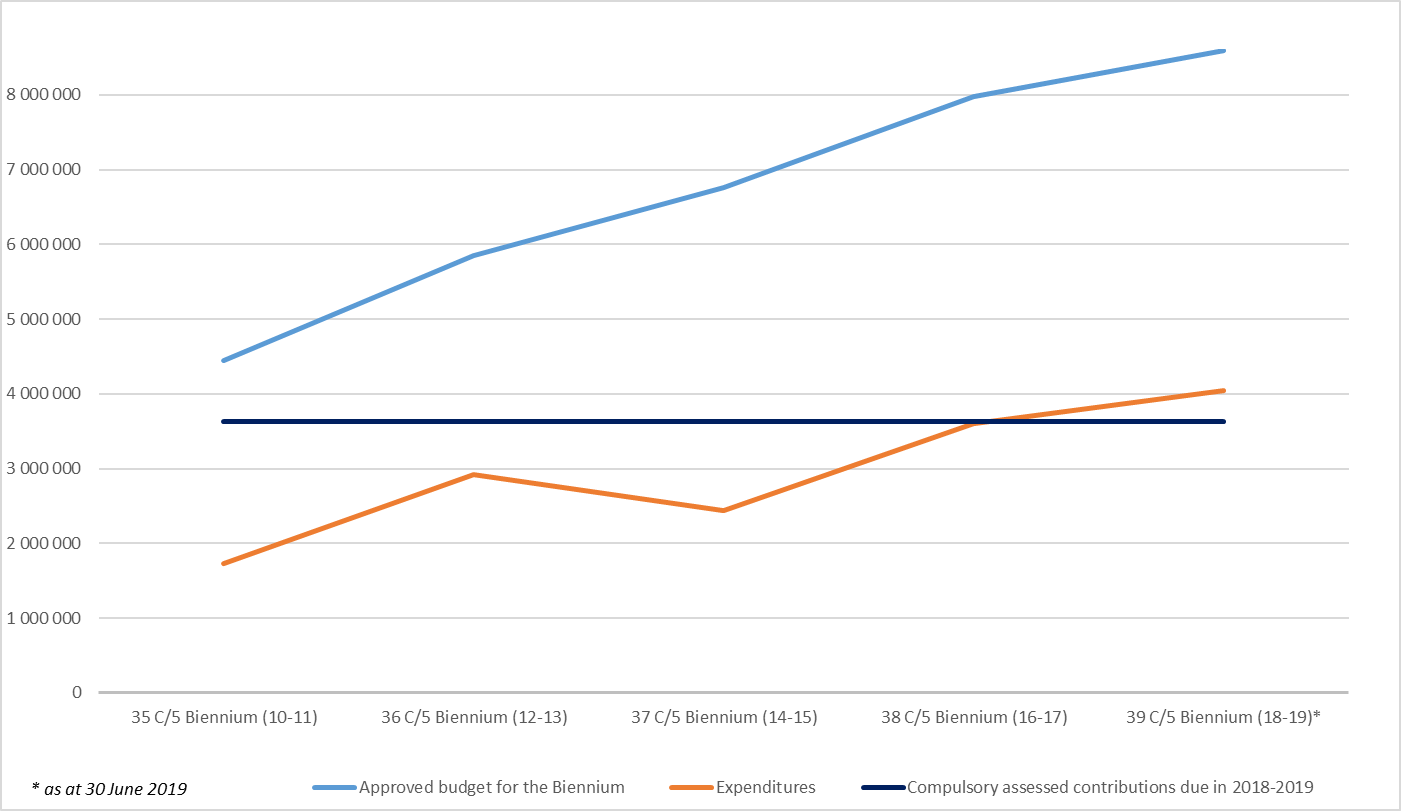 8 000 000
7 000 000
6 000 000
5 000 000
4 000 000
3 000 000
2 000 000
1 000 000
0
35 C/5 Biennium (10-11) 36 C/5 Biennium (12-13) 37 C/5 Biennium (14-15) 38 C/5 Biennium (16-17) 39 C/5 Biennium (18-19)*
* as at 30 June 2019 Approved budget for the Biennium Expenditures Compulsory assessed contributions due in 2018-2019